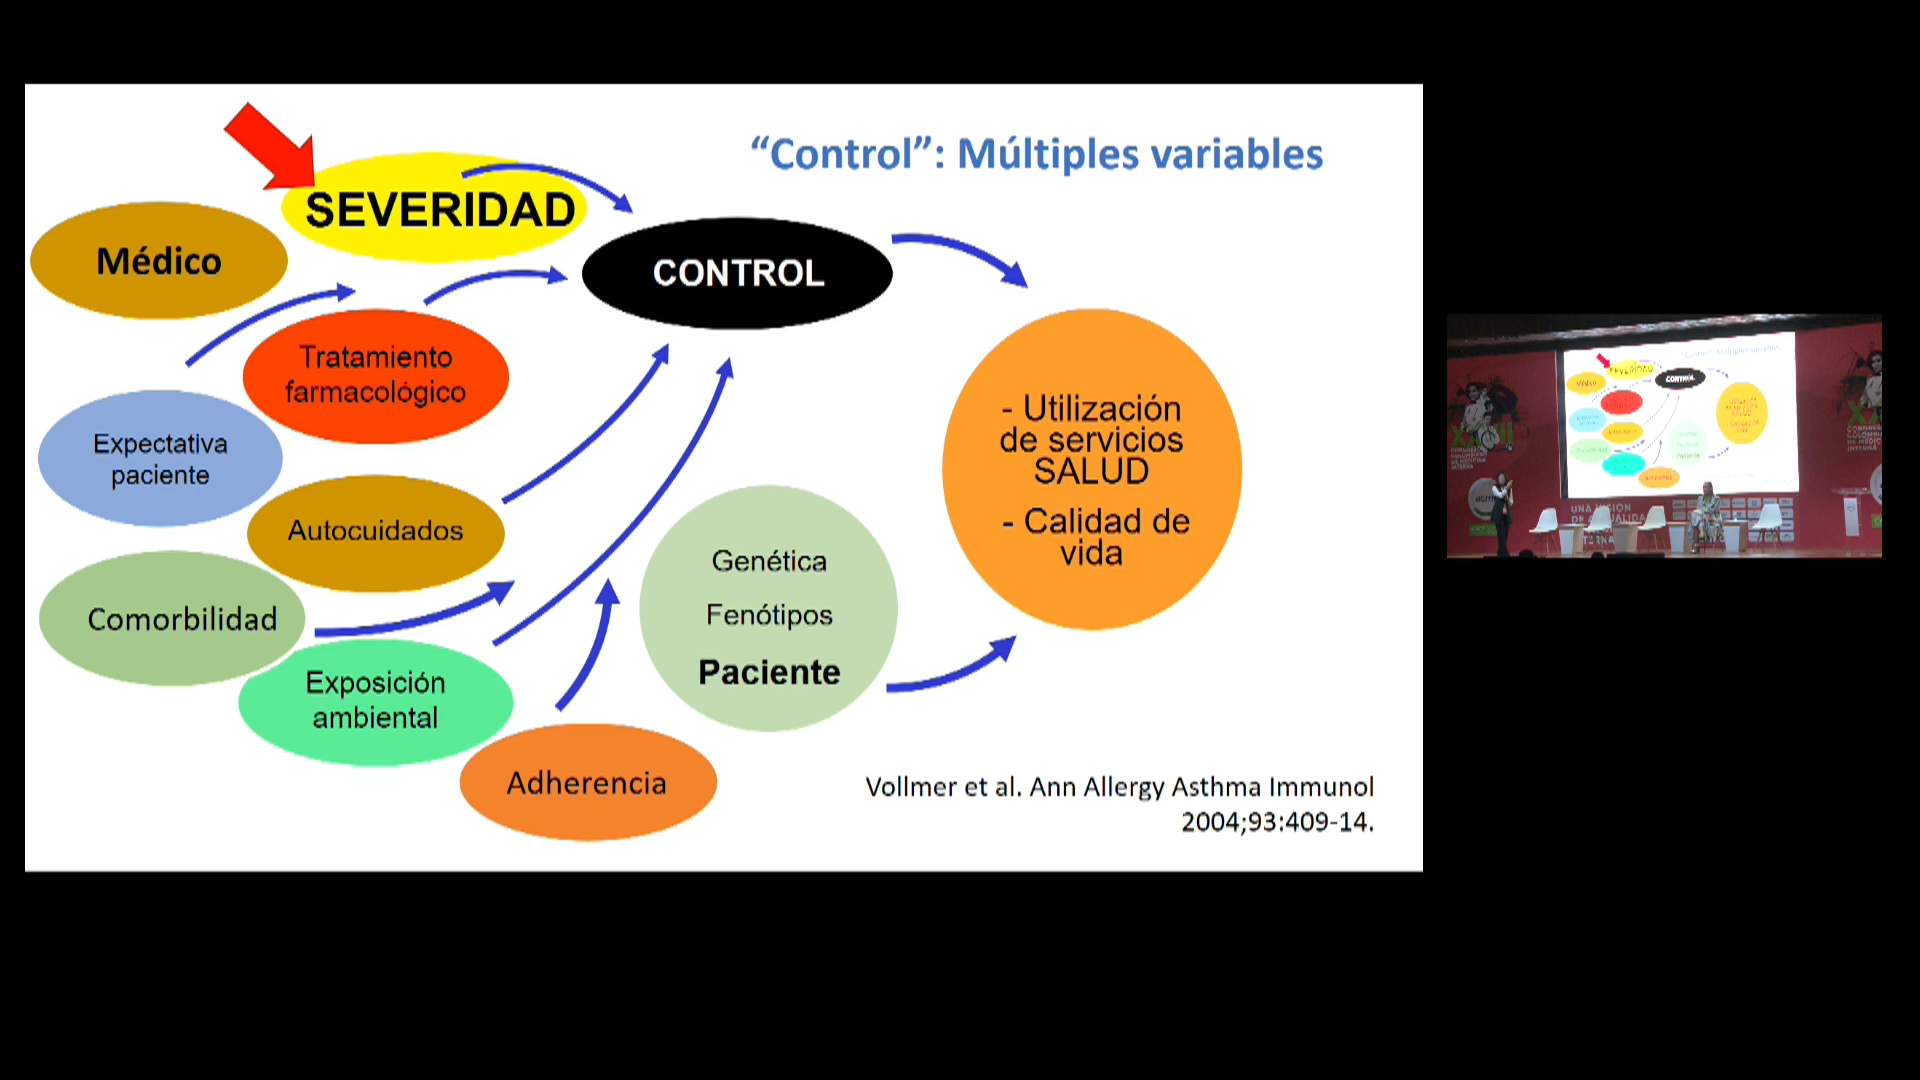 “Control”: Múltiples variables
SEVERIDAD
Médico
CONTROL
Tratamiento
farmacológico
Expectativa
paciente
- Utilización
de servicios
SALUD
- Calidad de
vida
Autocuidados
Genética
Fenótipos
Paciente
Comorbilidad
Exposición
ambiental
Adherencia
Vollmer et al. Ann Allergy Asthma Immunol
2004;93:409-14.
CONTROL